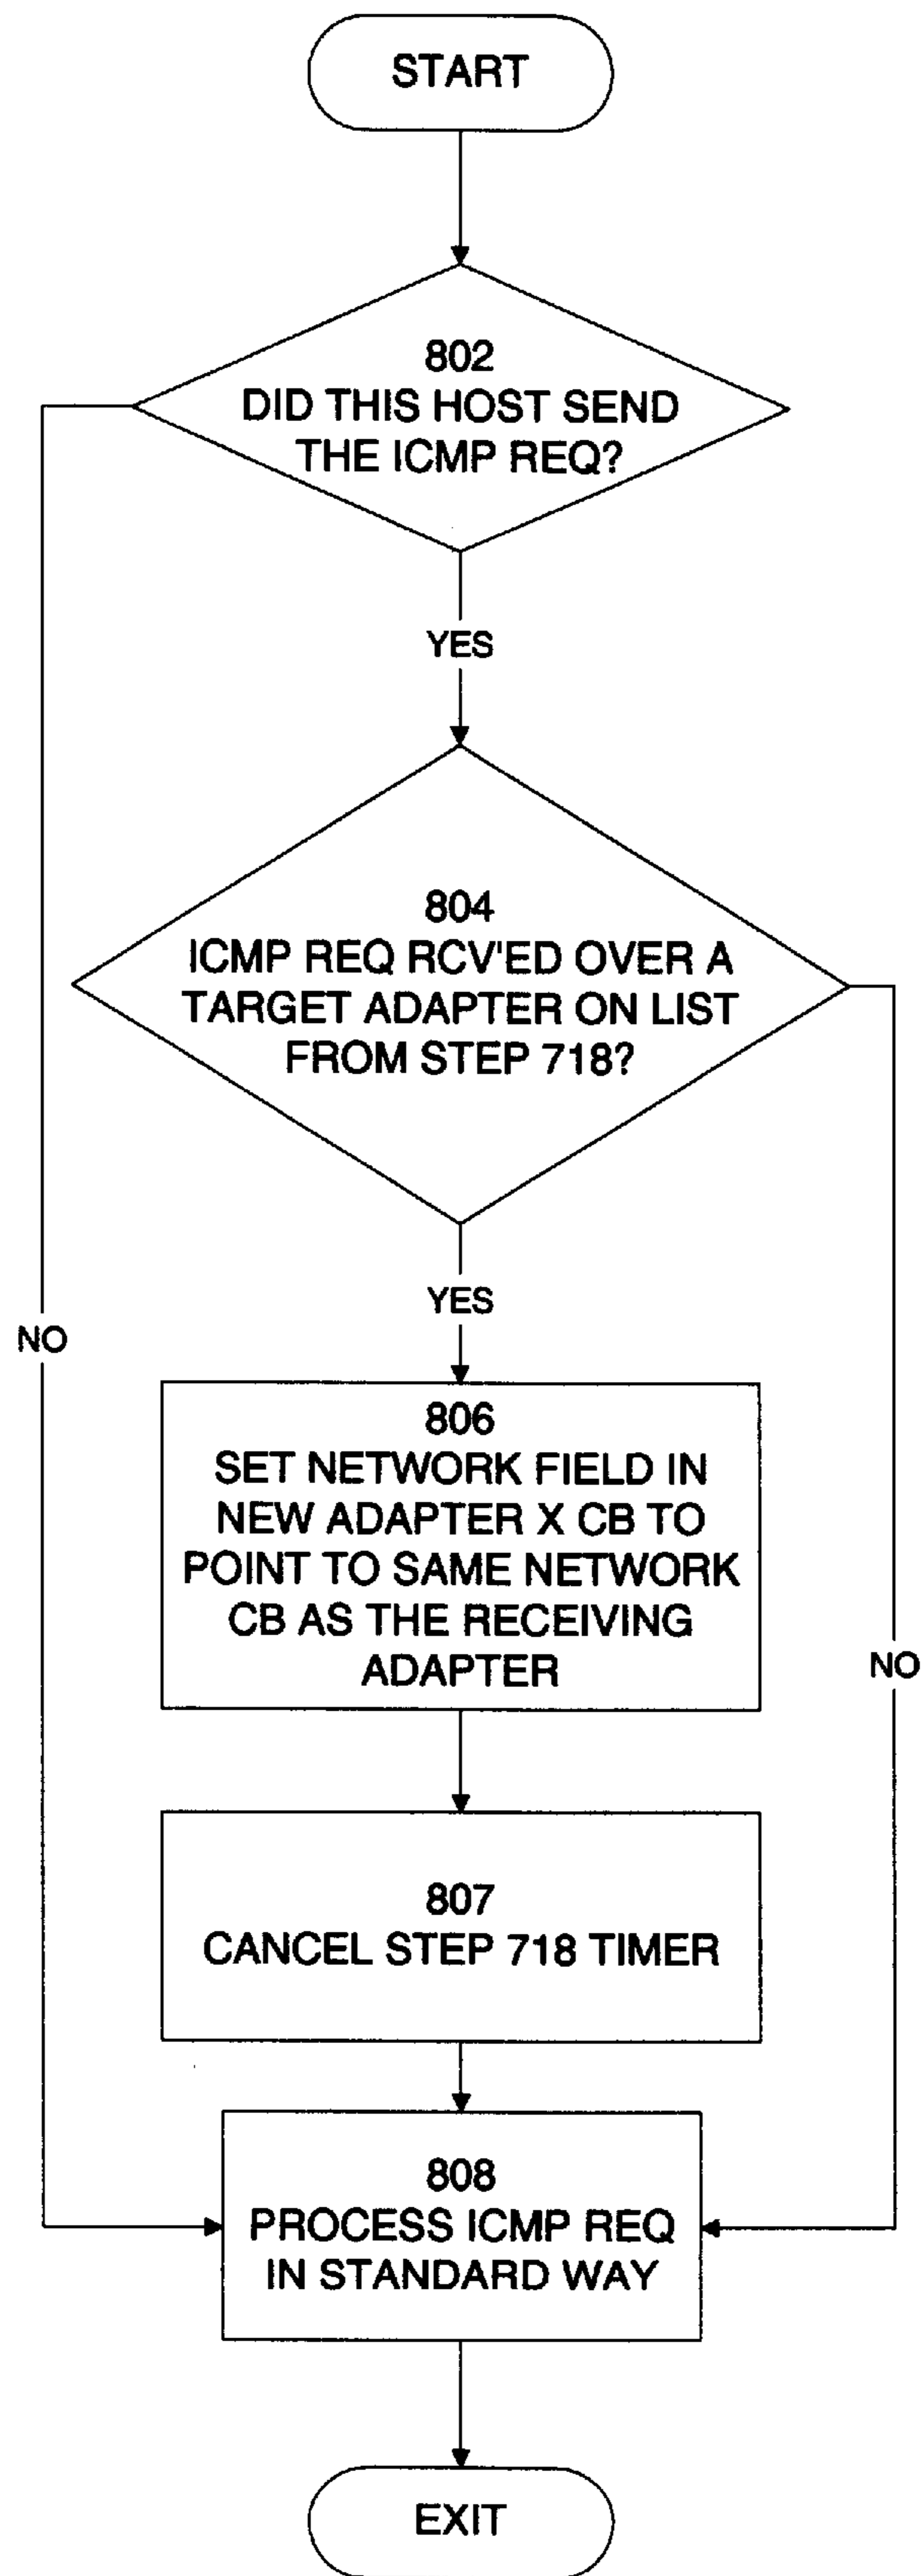 START
802
DID THIS HOST SEND
THE ICMP REQ?
YES
804
ICMP REQ RCV'ED OVER A
TARGET ADAPTER ON LIST
FROM STEP 718?
YES
NO
806
SET NETWORK FIELD IN
NEW ADAPTER X CB TO
POINT TO SAME NETWORK
CB AS THE RECEIVING
ADAPTER
NO
807
CANCEL STEP 718 TIMER
808
PROCESS ICMP REQ
IN STANDARD WAY
EXIT